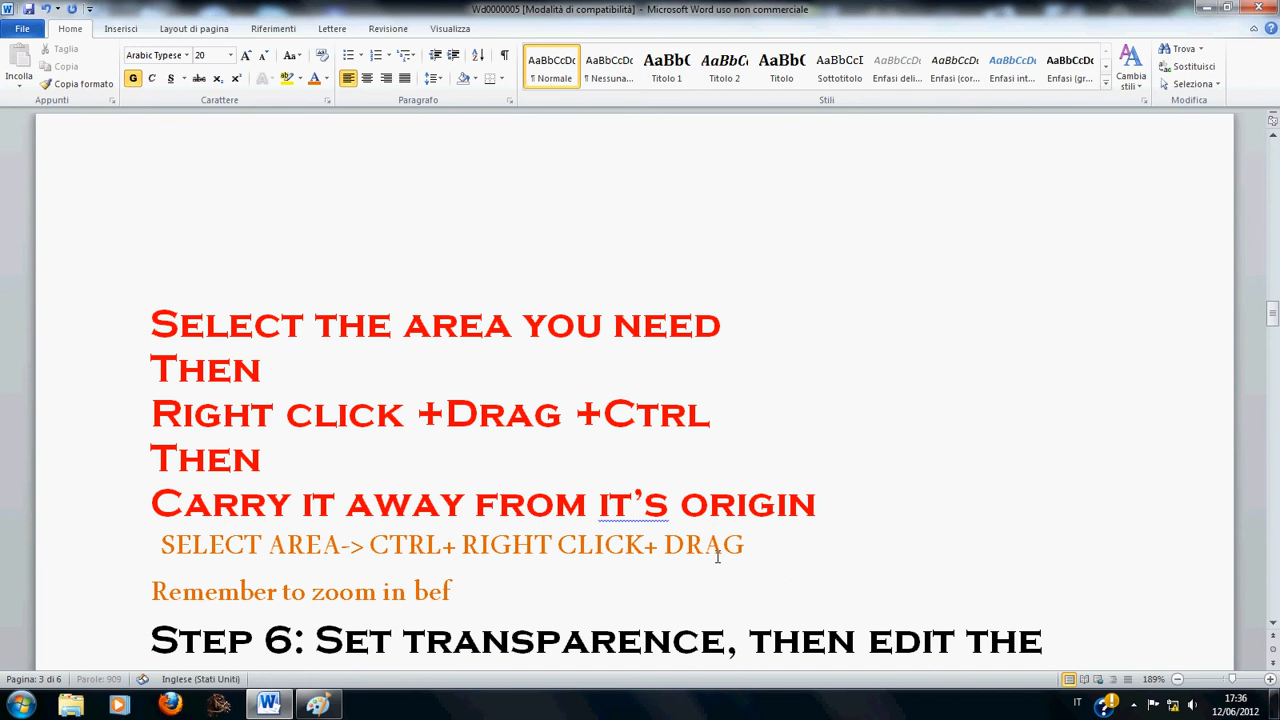 Wd0000005 [Modalità di compatibilità] - Microsoft Word uso non commerciale
File Home Inserisci Layout di pagina Riferimenti Lettere Revisione Visualizza
Incolla
Taglia
Copia
Copia formato
Appunti
Arabic Typese 20
Carattere
Paragrafo
AaBbCcDc AaBbCcDc AaBbC AaBbCc AaBbC AaBbCcI AaBbCcDc AaBbCcDc AaBbCcDc AaBbCcDc
¶ Normale ¶ Nessuna... Titolo 1 Titolo 2 Titolo Sottotitolo Enfasi deli... Enfasi (cor... Enfasint... Enfasi (gr...
Stili
Cambia stili
Trova
Sostituisci
Seleziona
Modifica
Select the area you need
Then
Right click +Drag +Ctrl
Then
Carry it away from it's origin
SELECT AREA-> CTRL+ RIGHT CLICK+ DRAG
Remember to zoom in bef
Step 6: Set transparence, then edit the
Pagina: 3 di 6 Parole: 909 Inglese (Stati Uniti) 189%
IT 17:36
12/06/2012